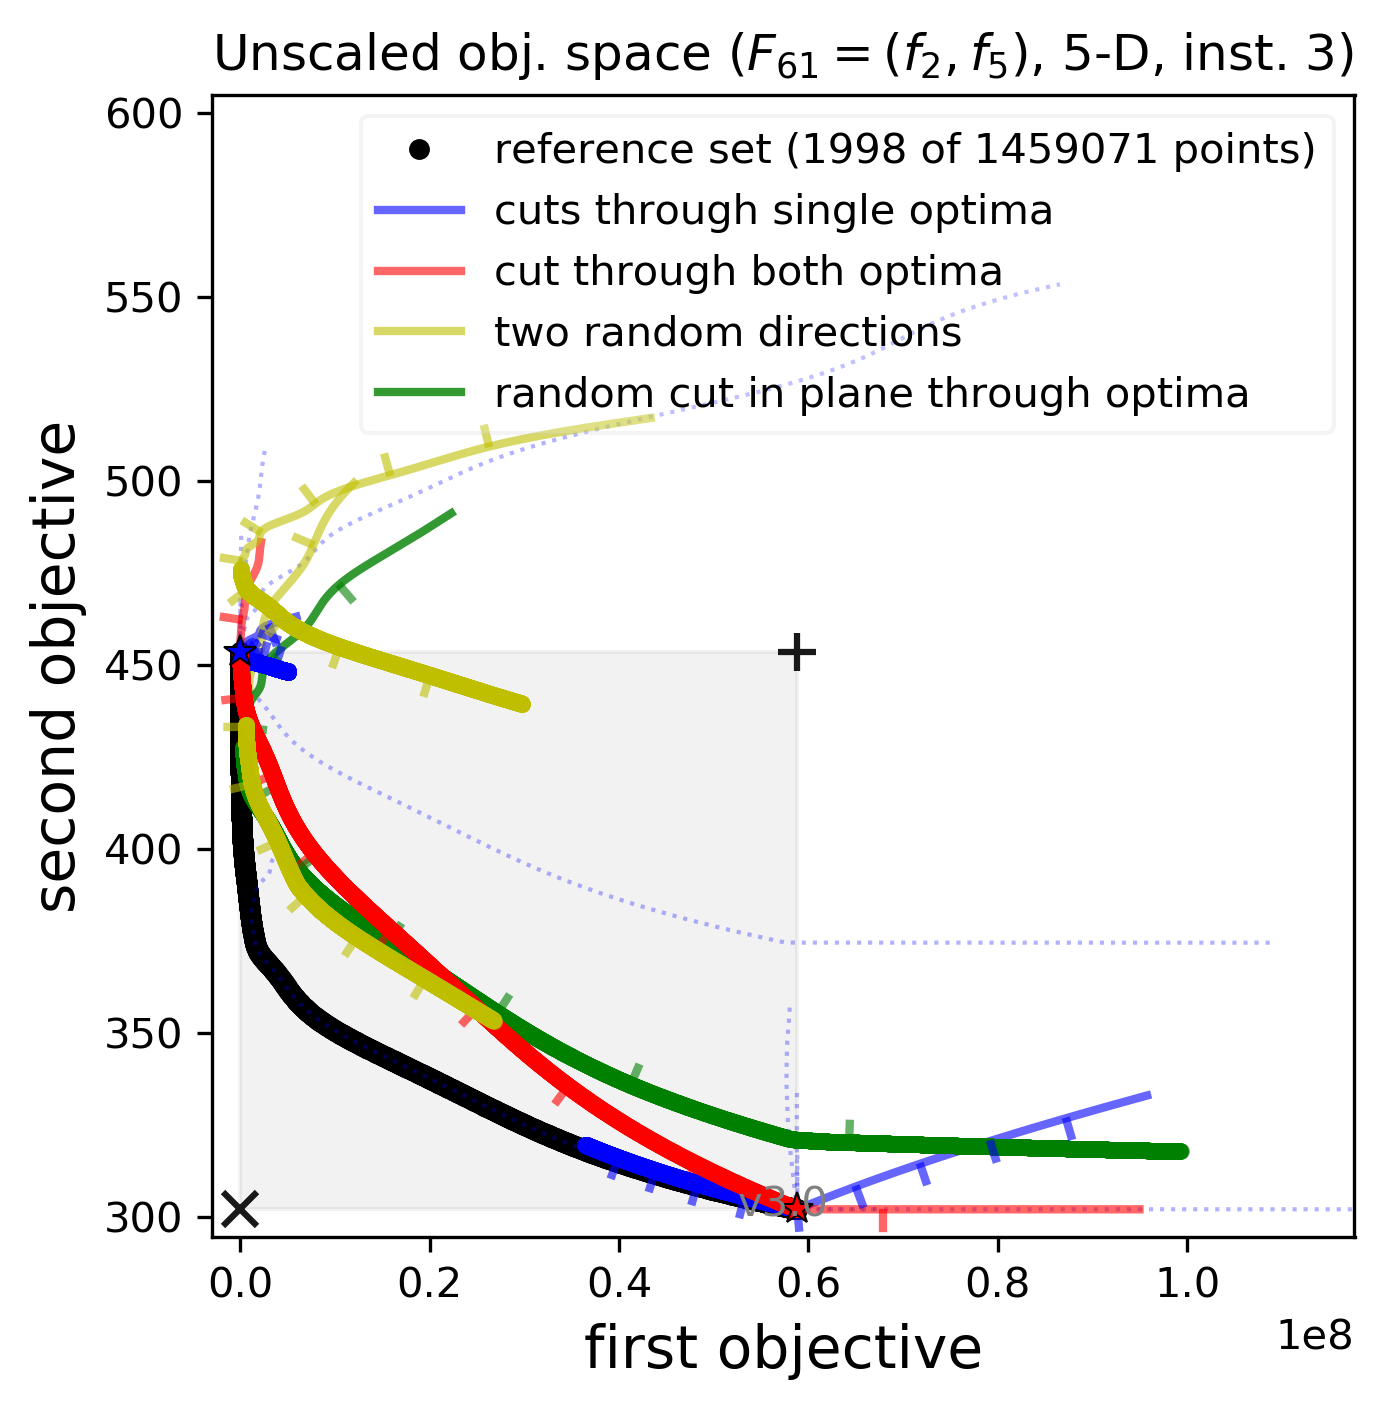 Unscaled obj. space (F₆₁ = (f₂, f₅), 5-D, inst. 3)
600
550
500
450
400
350
300
second objective
reference set (1998 of 1459071 points)
cuts through single optima
cut through both optima
two random directions
random cut in plane through optima
v3.0
0.0 0.2 0.4 0.6 0.8 1.0
1e8
first objective